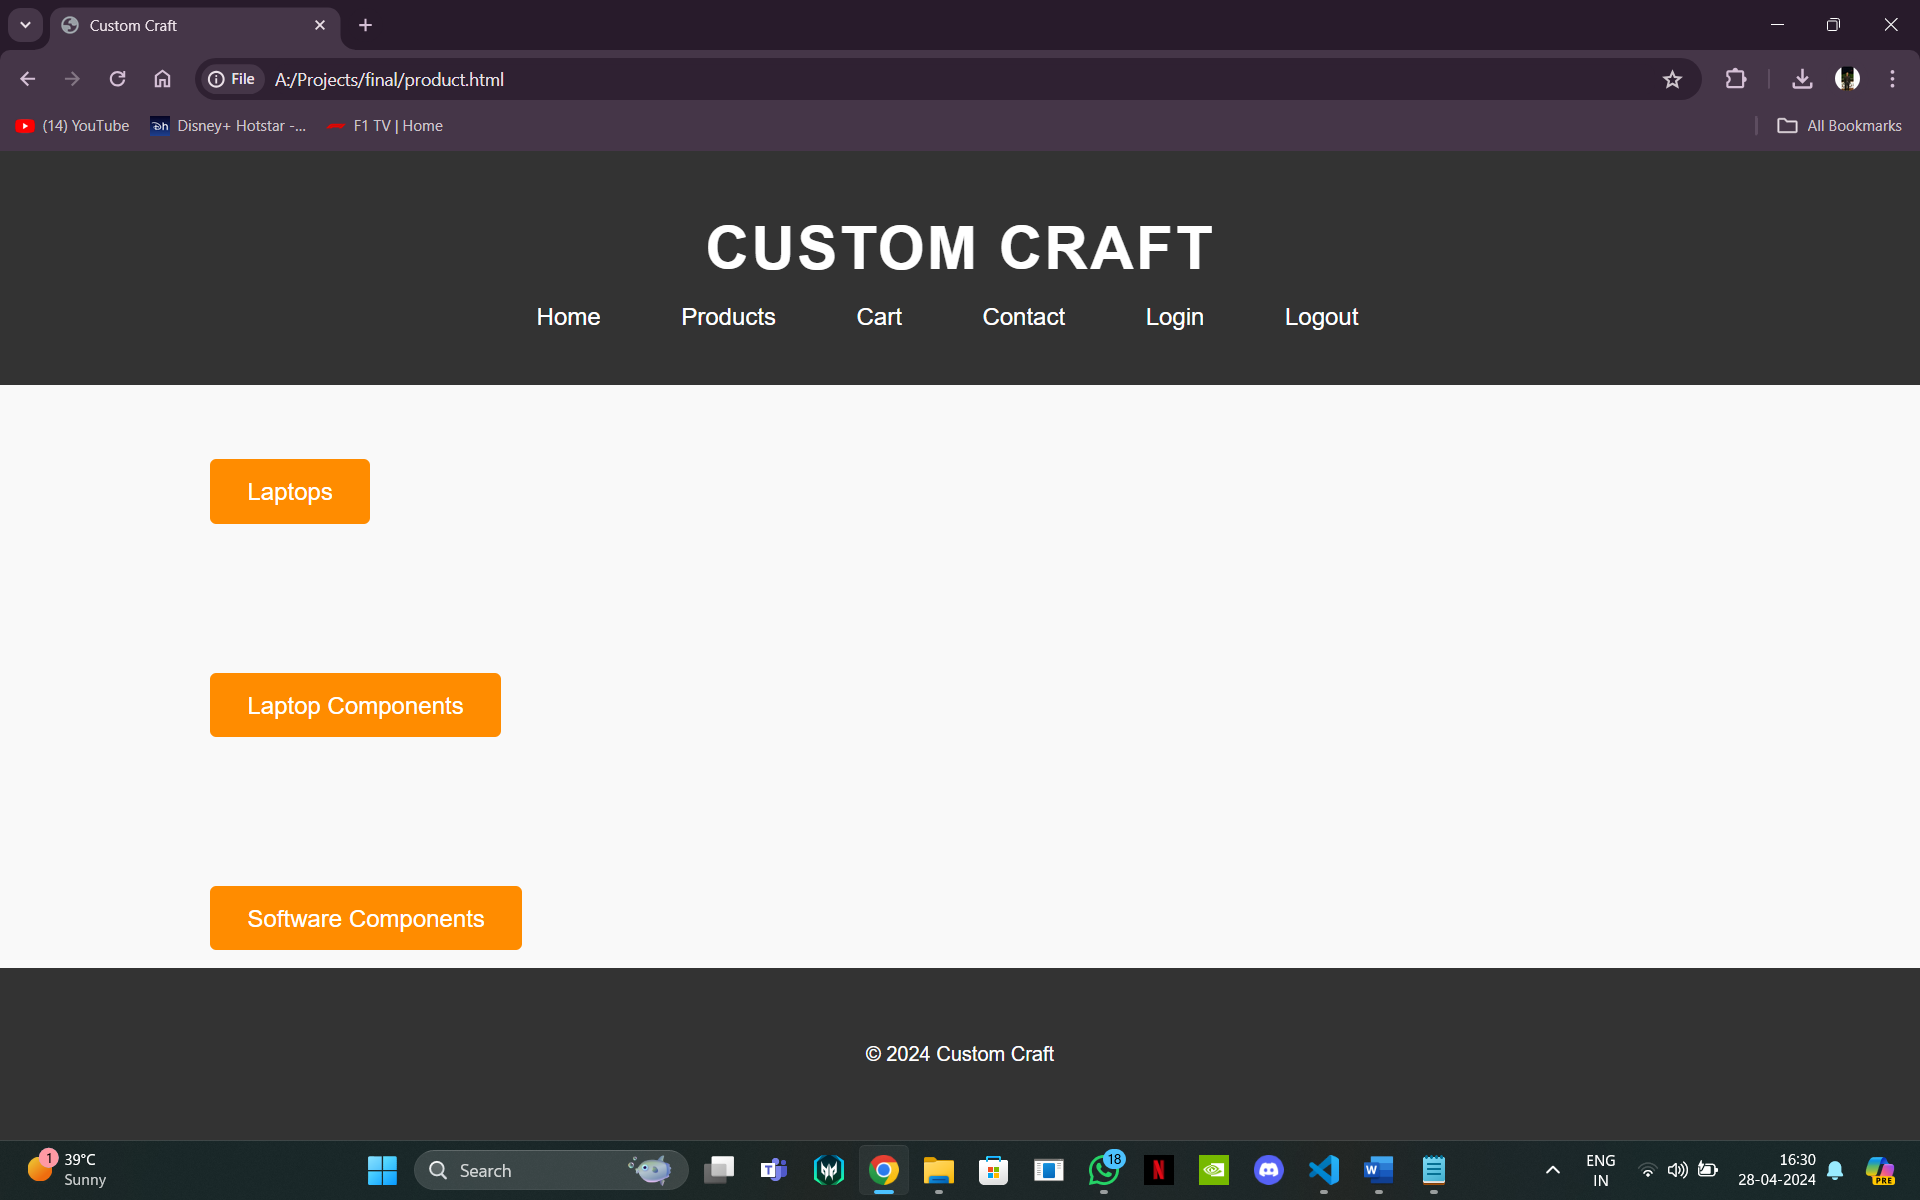 Custom Craft
File A:/Projects/final/product.html
(14) YouTube Disney+ Hotstar -... F1 TV | Home All Bookmarks
CUSTOM CRAFT
Home Products Cart Contact Login Logout
Laptops
Laptop Components
Software Components
© 2024 Custom Craft
1 39°C
Sunny
Search
18
ENG
IN
16:30
28-04-2024
PRE